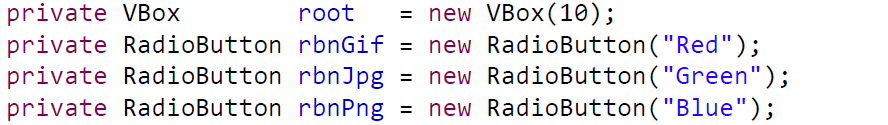 private VBox        root   = new VBox(10);
private RadioButton rbnGif = new RadioButton("Red");
private RadioButton rbnJpg = new RadioButton("Green");
private RadioButton rbnPng = new RadioButton("Blue");